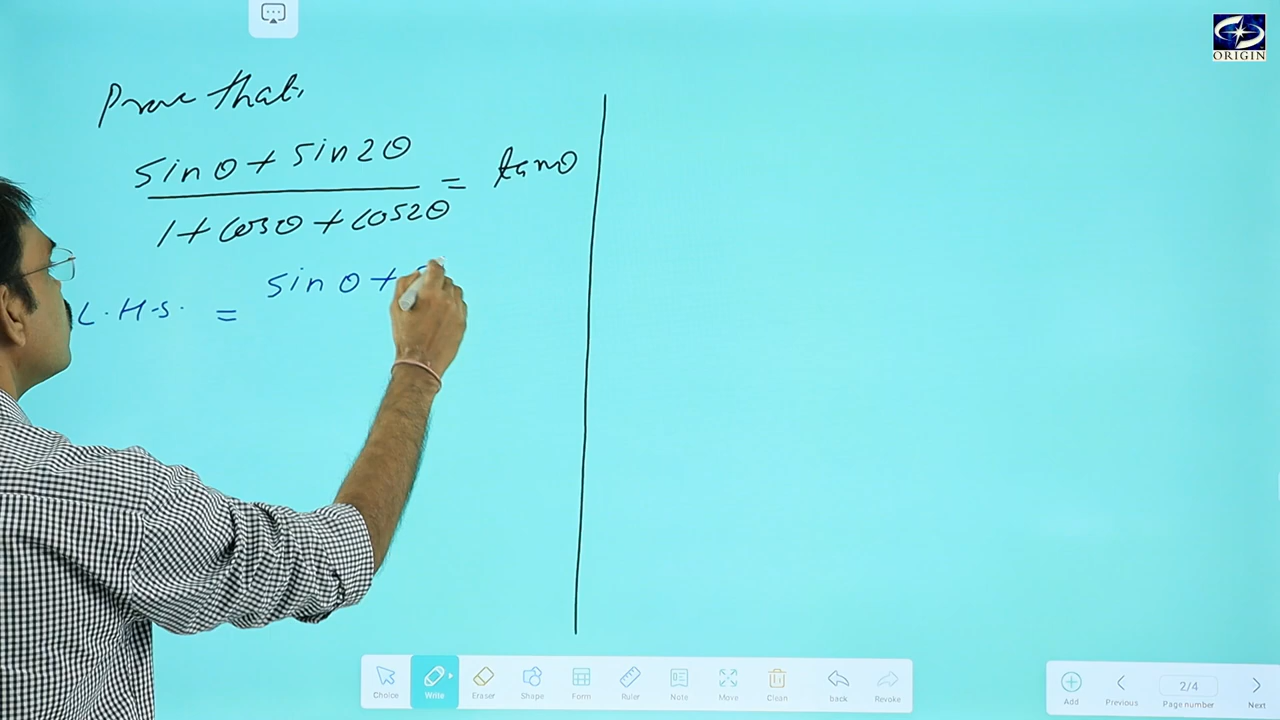 Prove that,
sinθ + sin2θ
= tanθ
1 + cosθ + cos2θ
L.H.S. = sinθ +
ORIGIN
Choice Write Eraser Shape Form Ruler Note Move Clean back Revoke
Add Previous 2/4 Page number Next